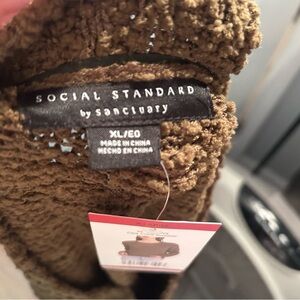 SOCIAL STANDARD
by sanctuary
XL/EG
MADE IN CHINA
HECHO EN CHINA